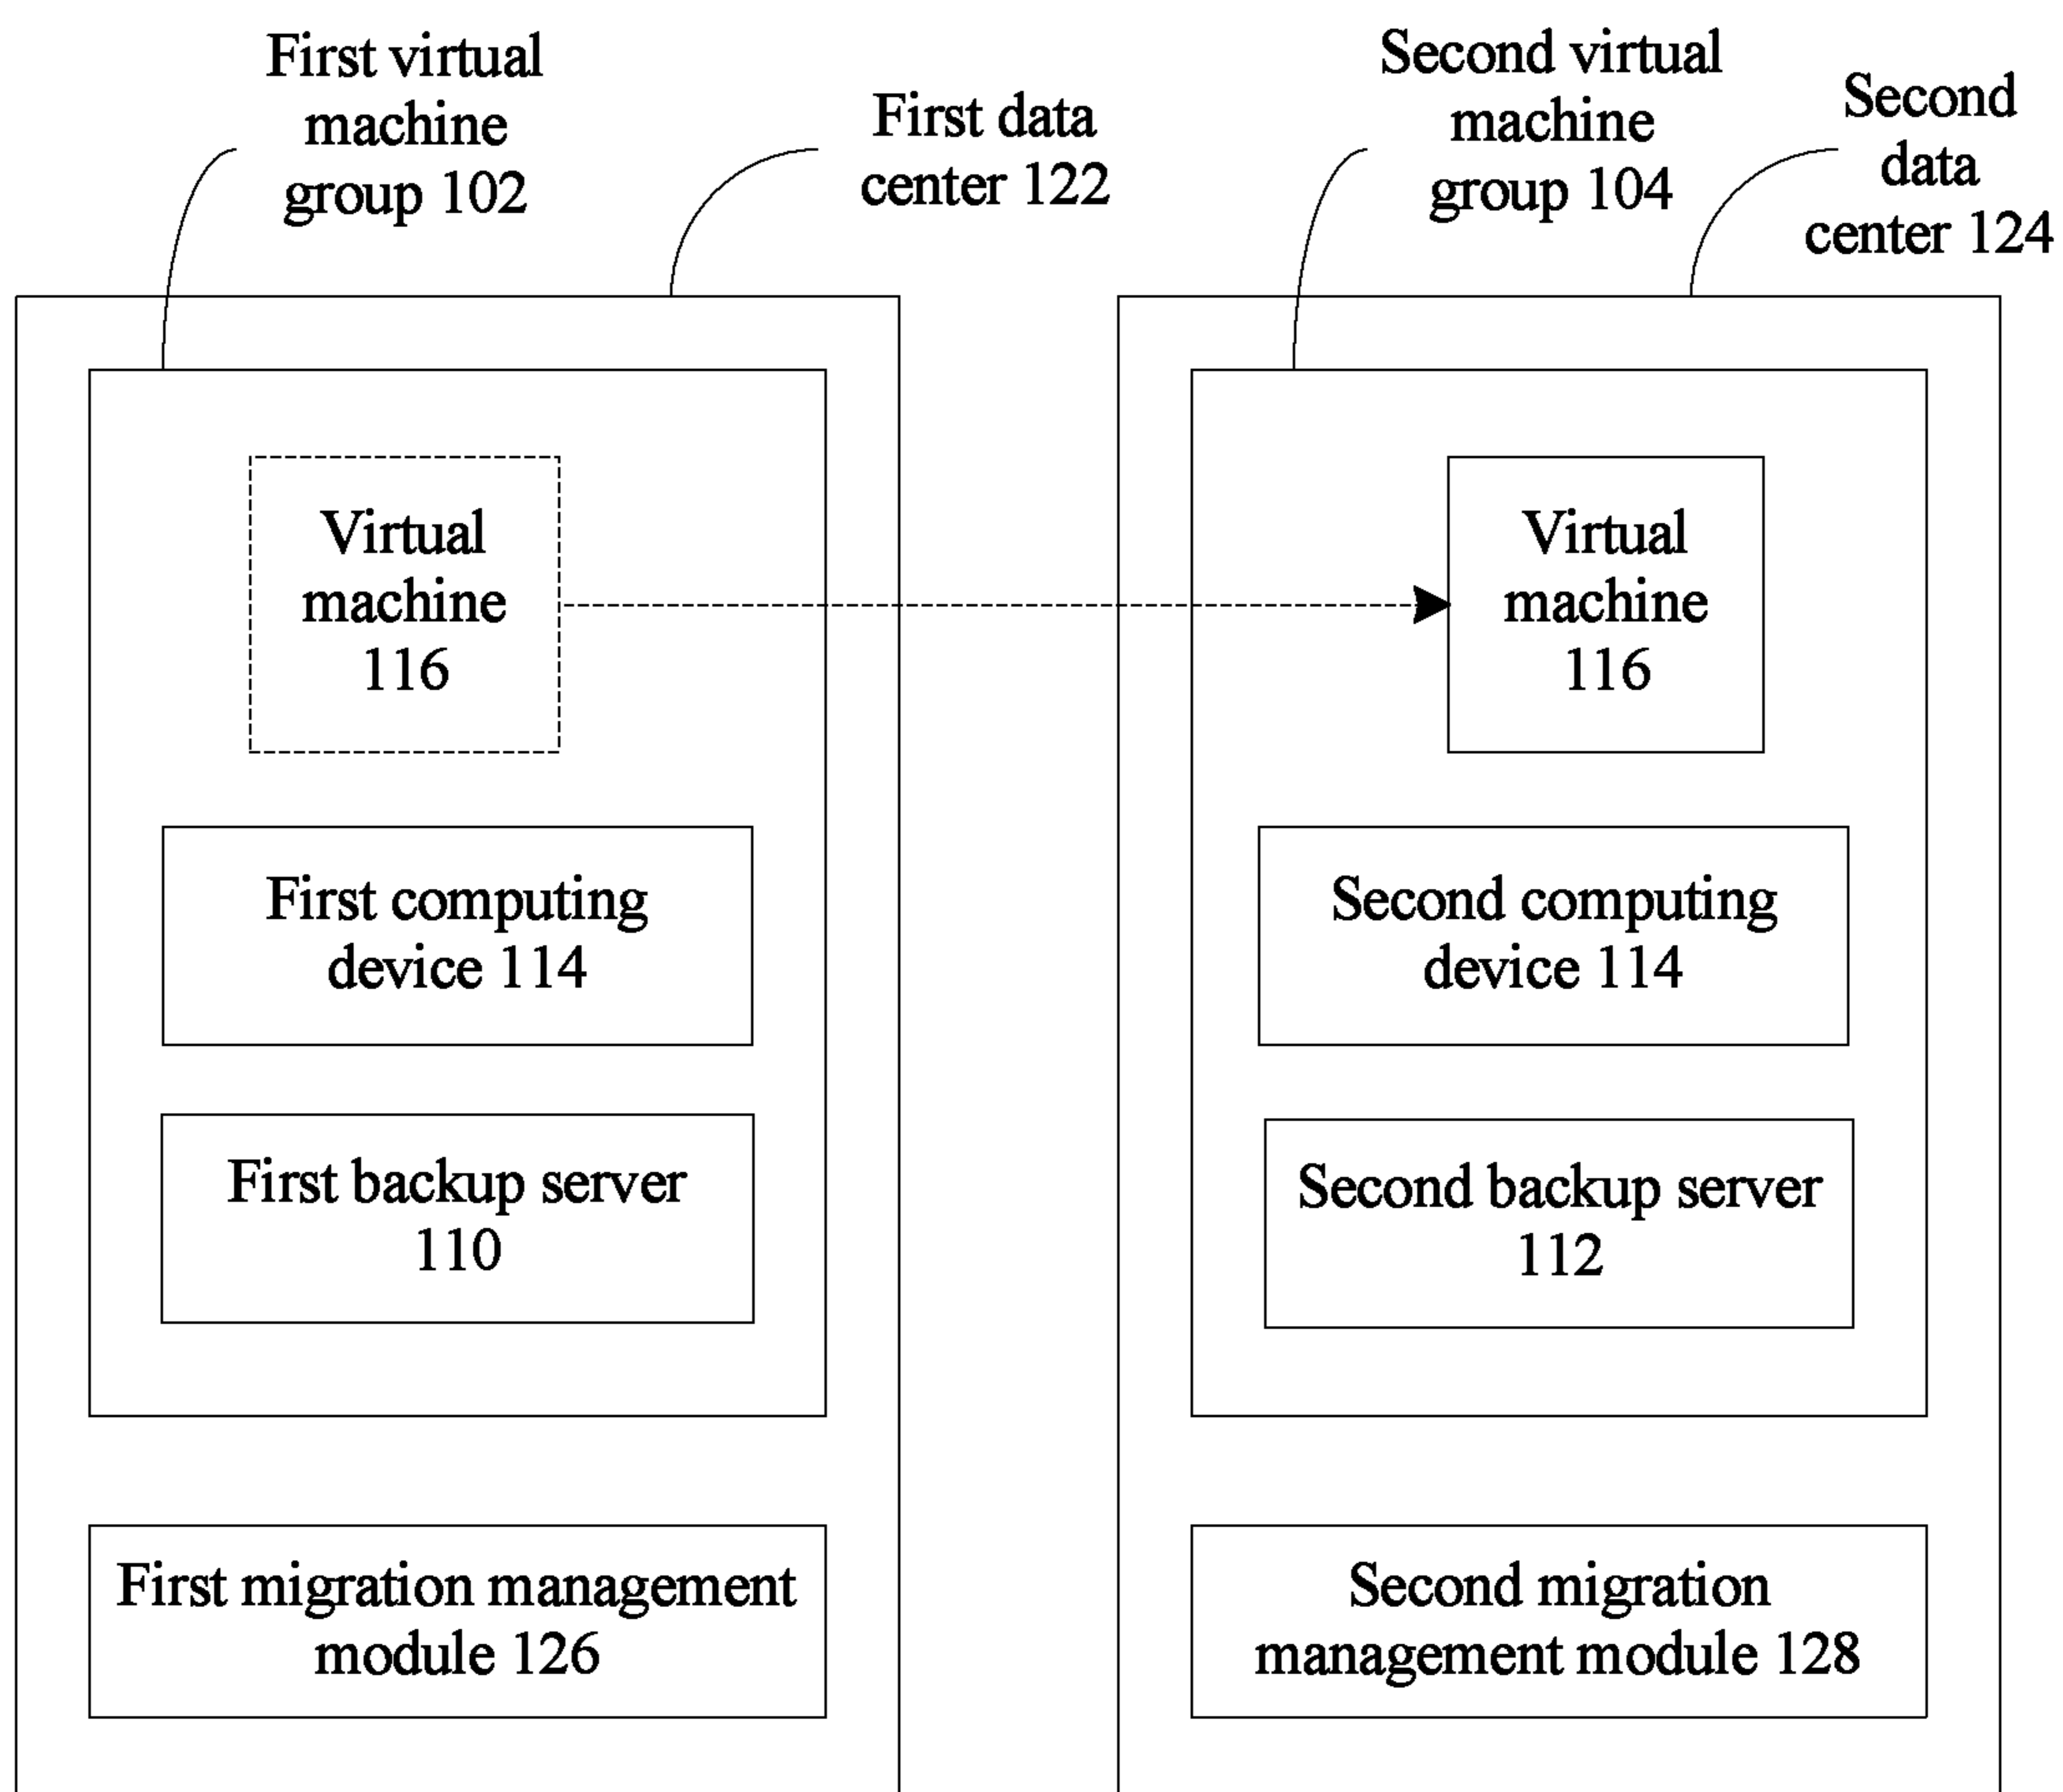 First virtual
machine
group 102
First data
center 122
Second virtual
machine
group 104
Second
data
center 124
Virtual
machine
116
Virtual
machine
116
First computing
device 114
Second computing
device 114
First backup server
110
Second backup server
112
First migration management
module 126
Second migration
management module 128